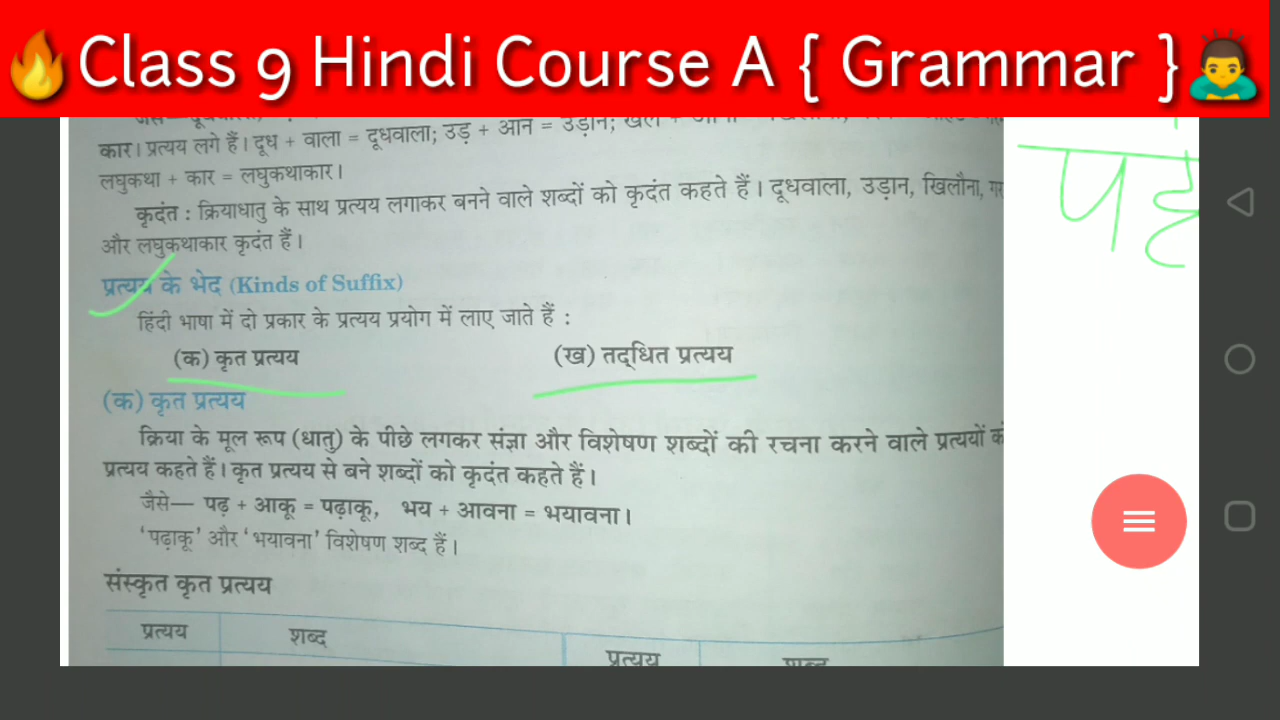 Class 9 Hindi Course A { Grammar }
जैसे—
कार। प्रत्यय लगे हैं। दूध + वाला = दूधवाला; उड़ + आन = उड़ान;
लघुकथा + कार = लघुकथाकार।
कृदंत : क्रियाधातु के साथ प्रत्यय लगाकर बनने वाले शब्दों को कृदंत कहते हैं। दूधवाला, उड़ान, खिलौना,
और लघुकथाकार कृदंत हैं।
प्रत्यय के भेद (Kinds of Suffix)
हिंदी भाषा में दो प्रकार के प्रत्यय प्रयोग में लाए जाते हैं :
(क) कृत प्रत्यय (ख) तद्धित प्रत्यय
(क) कृत प्रत्यय
क्रिया के मूल रूप (धातु) के पीछे लगकर संज्ञा और विशेषण शब्दों की रचना करने वाले प्रत्ययों
प्रत्यय कहते हैं। कृत प्रत्यय से बने शब्दों को कृदंत कहते हैं।
जैसे— पढ़ + आकू = पढ़ाकू, भय + आवना = भयावना।
'पढ़ाकू' और 'भयावना' विशेषण शब्द हैं।
संस्कृत कृत प्रत्यय
प्रत्यय शब्द प्रत्यय शब्द